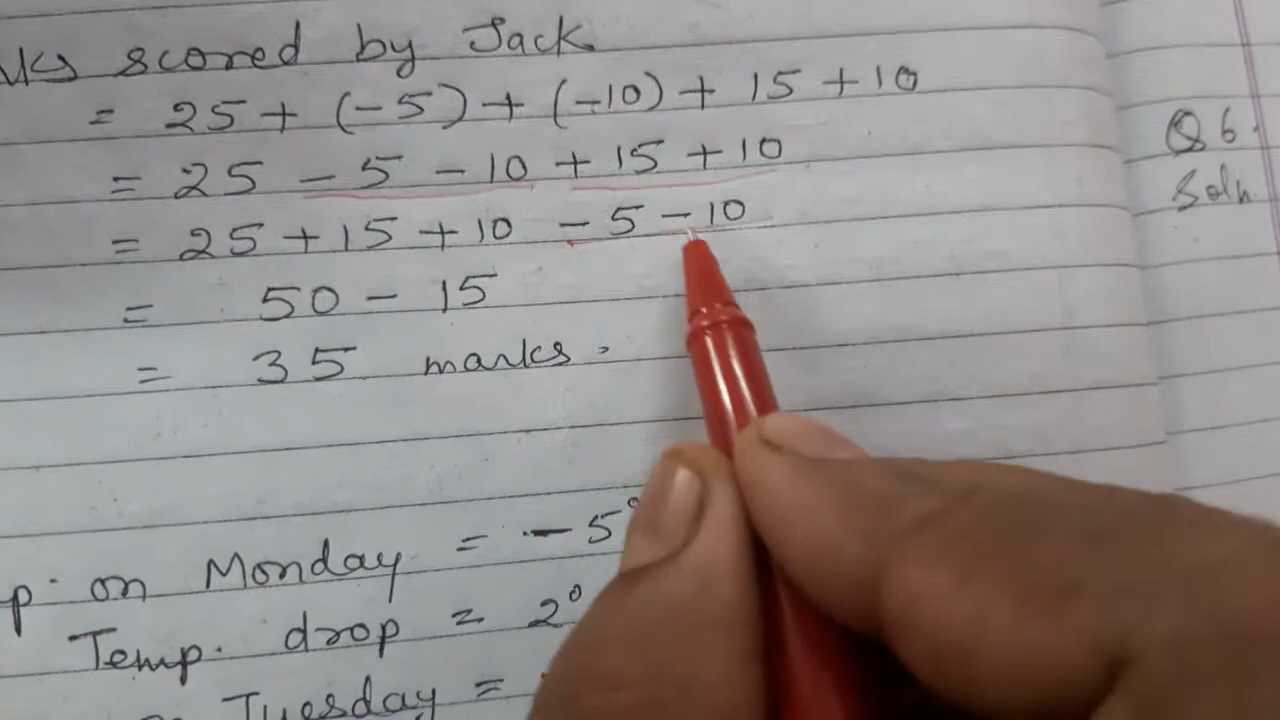 scored by Jack
= 25 + (-5) + (-10) + 15 + 10
= 25 - 5 - 10 + 15 + 10
= 25 + 15 + 10 - 5 - 10
= 50 - 15
= 35 marks.
on Monday = -5°
Temp. drop = 2°
Tuesday =
Q6.
Soln